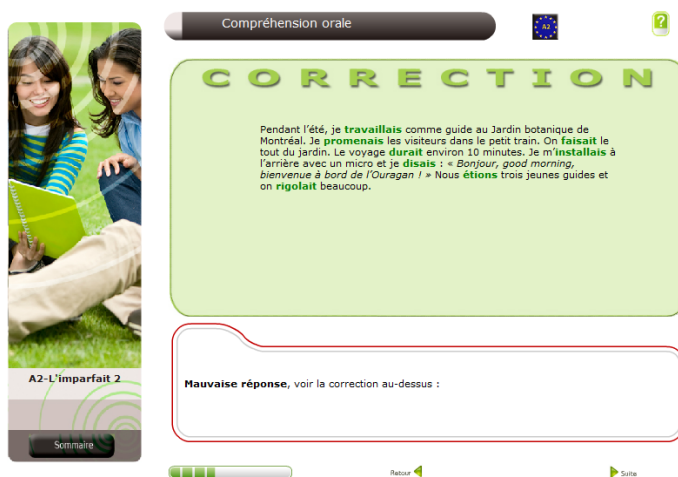 Compréhension orale
A2
?
CORRECTION
Pendant l'été, je travaillais comme guide au Jardin botanique de
Montréal. Je promenais les visiteurs dans le petit train. On faisait le
tout du jardin. Le voyage durait environ 10 minutes. Je m'installais à
l'arrière avec un micro et je disais : « Bonjour, good morning,
bienvenue à bord de l'Ouragan ! » Nous étions trois jeunes guides et
on rigolait beaucoup.
A2-L'imparfait 2
Mauvaise réponse, voir la correction au-dessus :
Sommaire
Retour
Suite